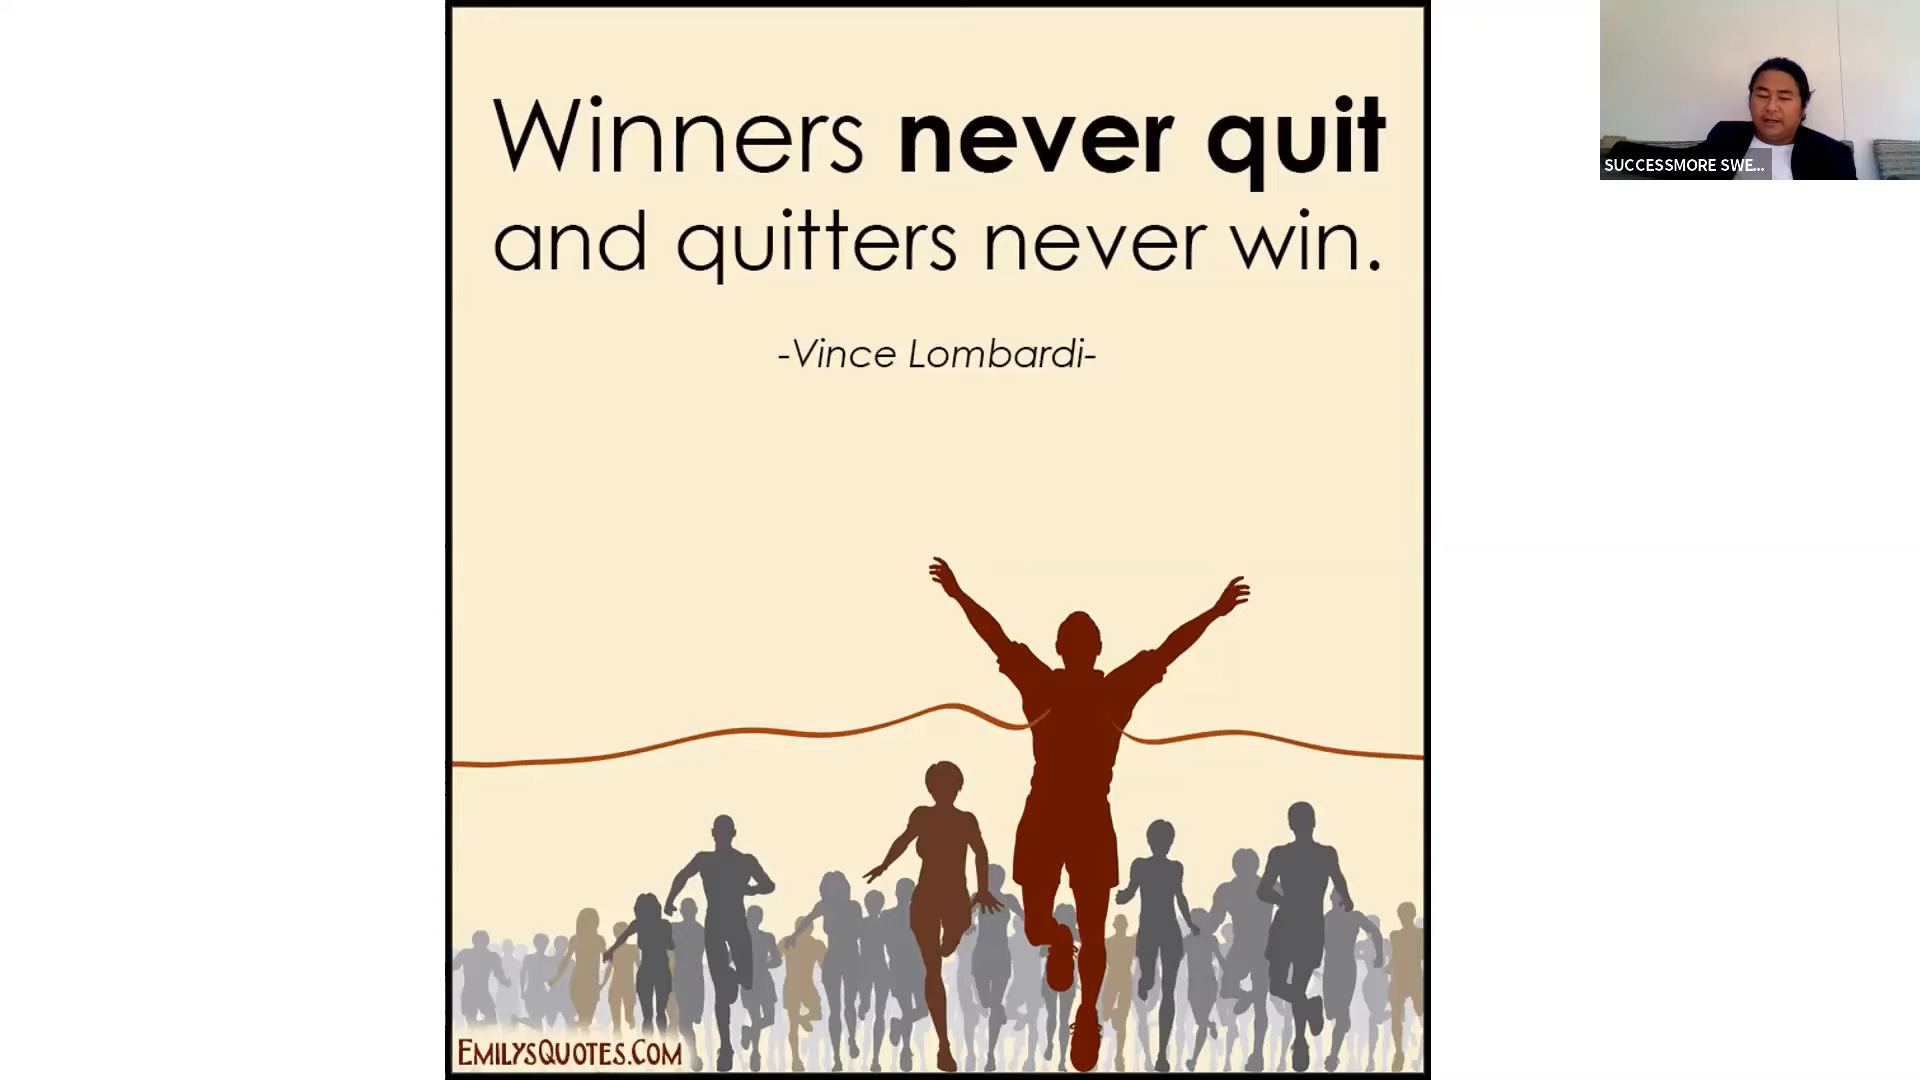 Winners never quit
and quitters never win.
-Vince Lombardi-
SUCCESSMORE SWE...
EMILYSQUOTES.COM